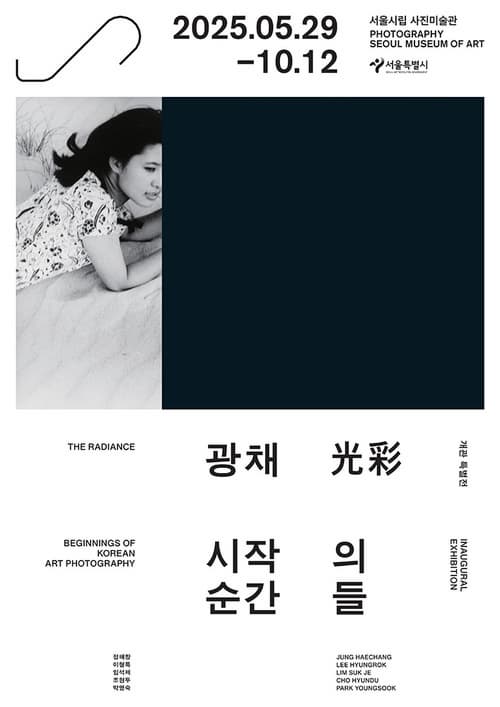 2025.05.29
–10.12
서울시립 사진미술관
PHOTOGRAPHY
SEOUL MUSEUM OF ART
서울특별시
THE RADIANCE
광채 光彩
개관 특별전
BEGINNINGS OF
KOREAN
ART PHOTOGRAPHY
시작 의
순간 들
INAUGURAL
EXHIBITION
정해창
이형록
임석제
조현두
박영숙
JUNG HAECHANG
LEE HYUNGROK
LIM SUK JE
CHO HYUNDU
PARK YOUNGSOOK